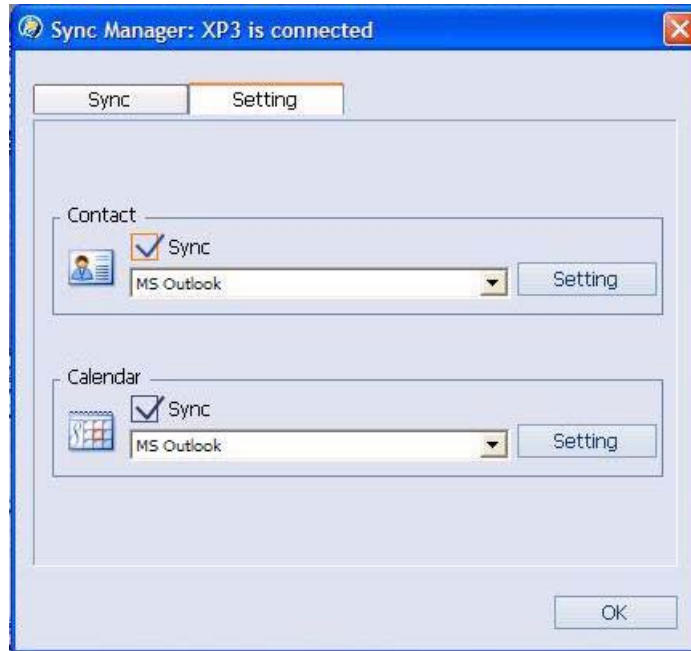 Sync Manager: XP3 is connected
Sync Setting
Contact
Sync
MS Outlook Setting
Calendar
Sync
MS Outlook Setting
OK